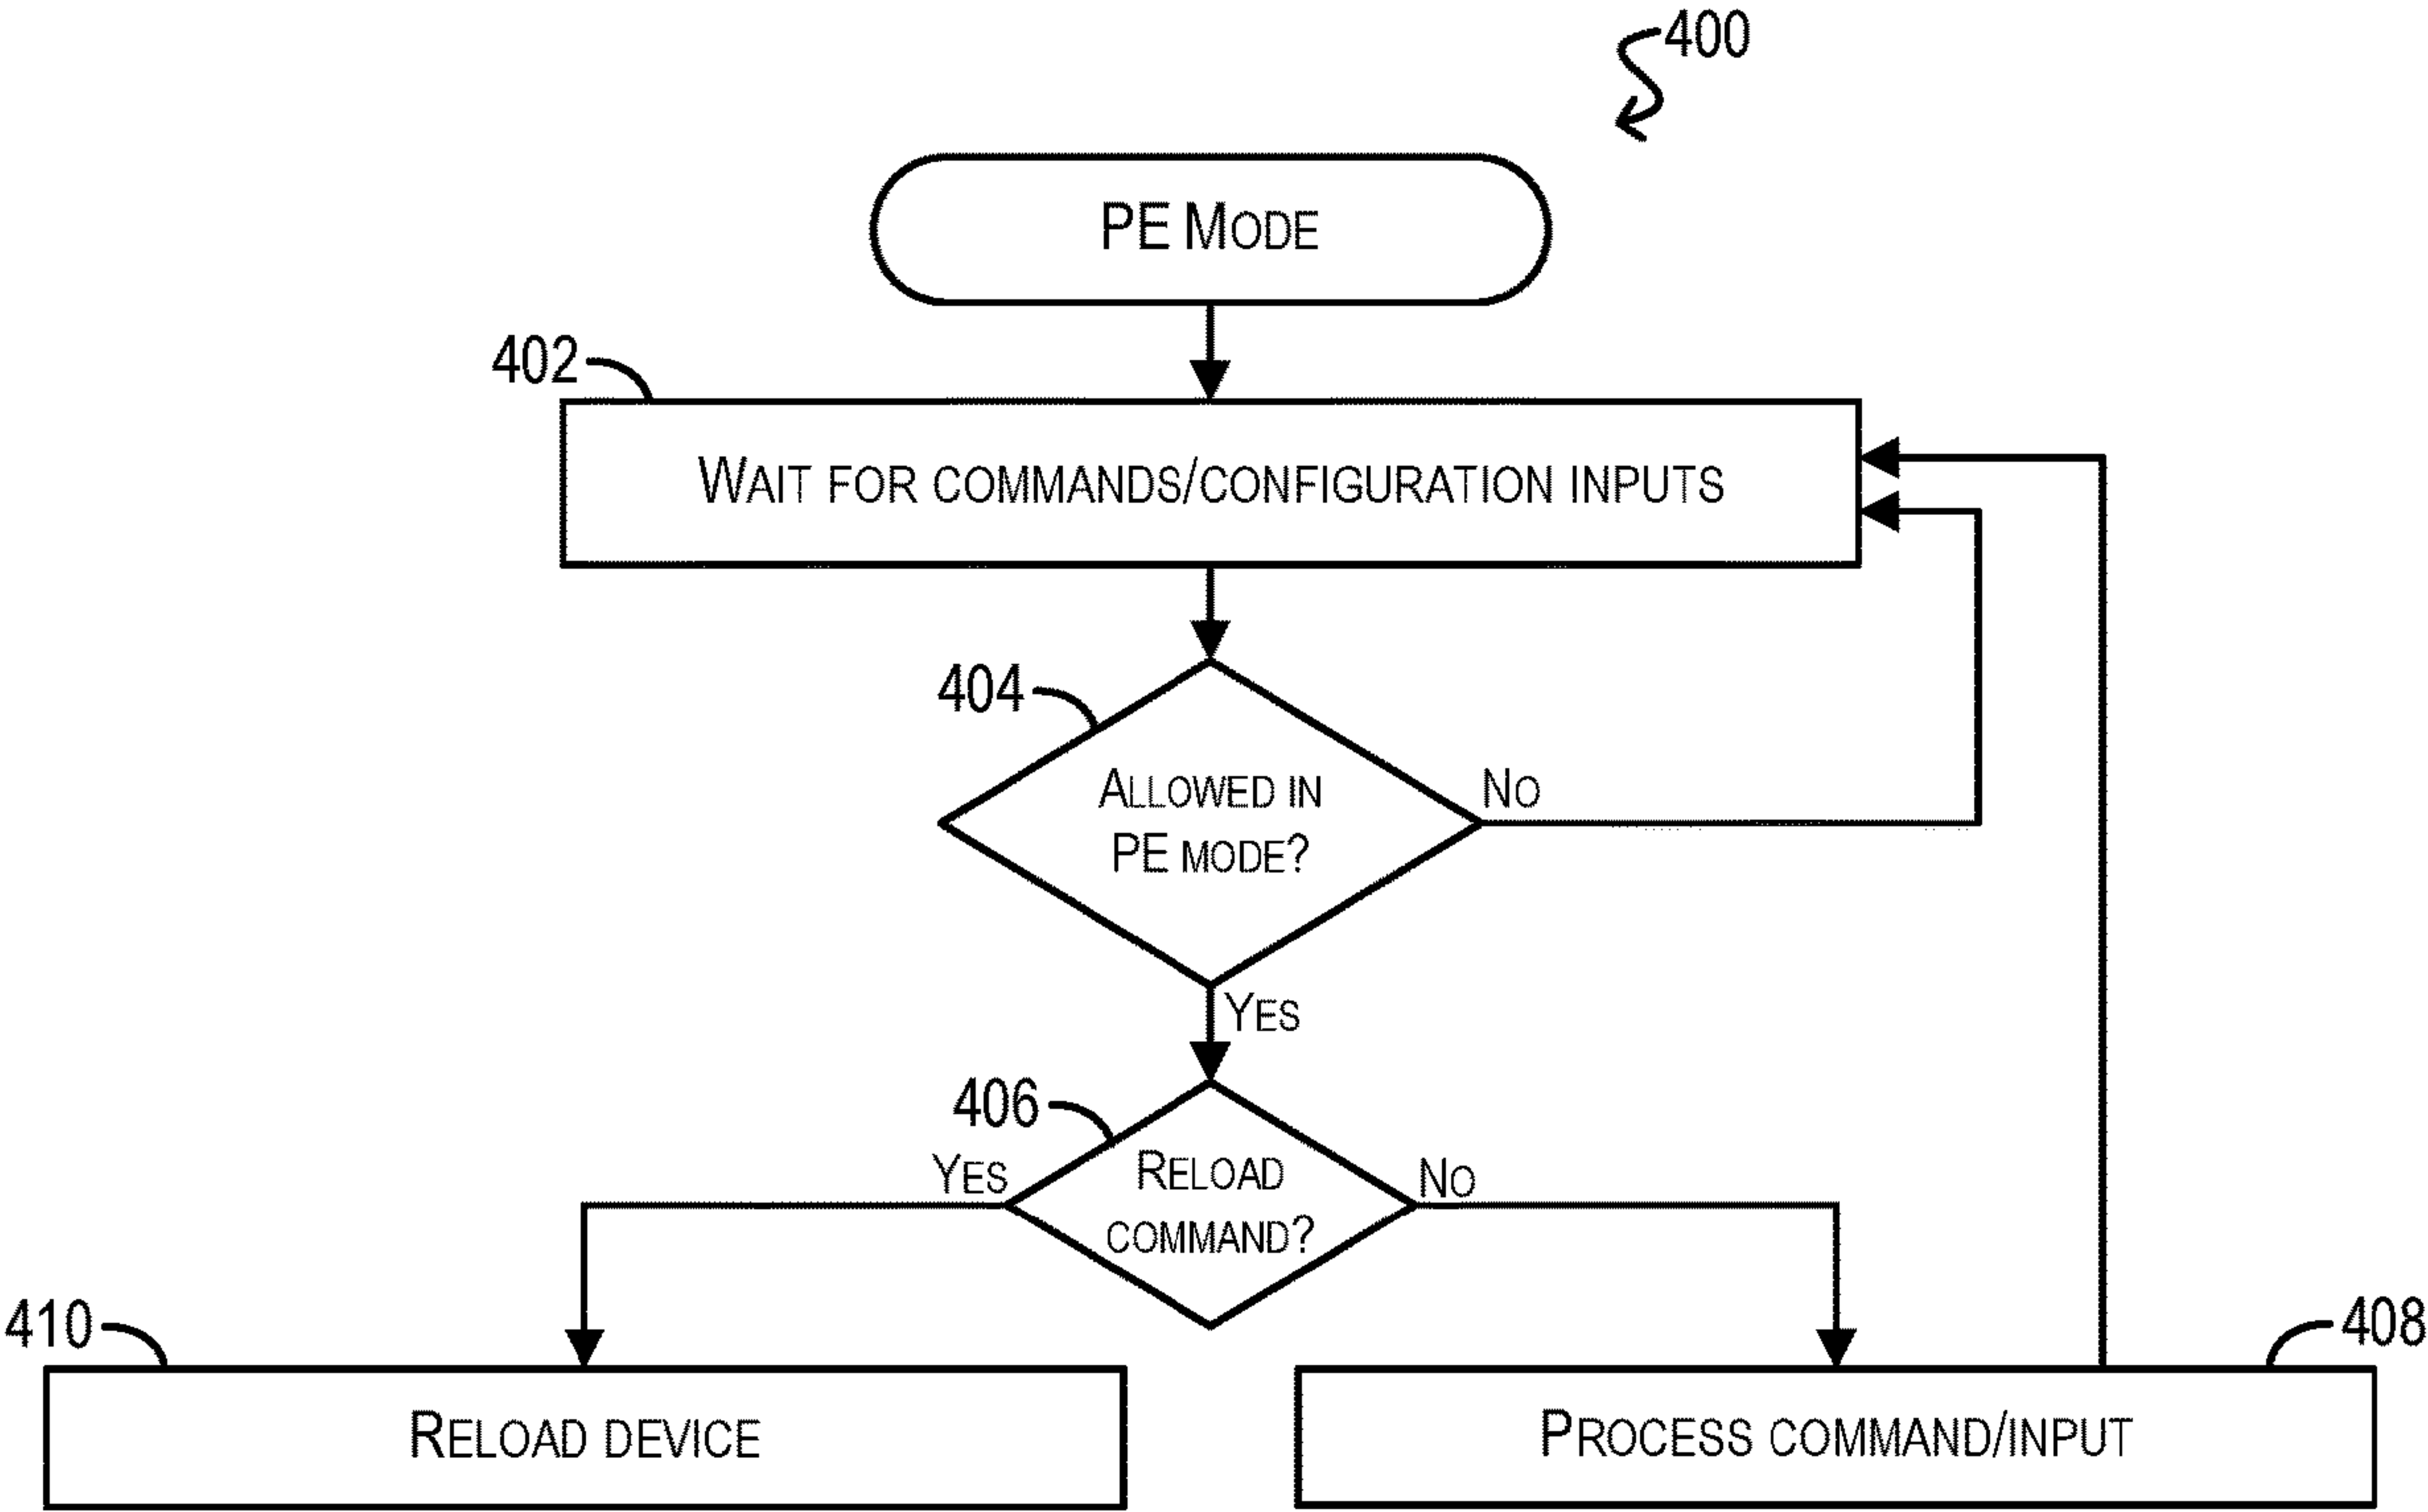 400
PE MODE
402
WAIT FOR COMMANDS/CONFIGURATION INPUTS
404
ALLOWED IN
PE MODE?
NO
YES
406
YES
RELOAD
COMMAND?
NO
410
408
RELOAD DEVICE
PROCESS COMMAND/INPUT